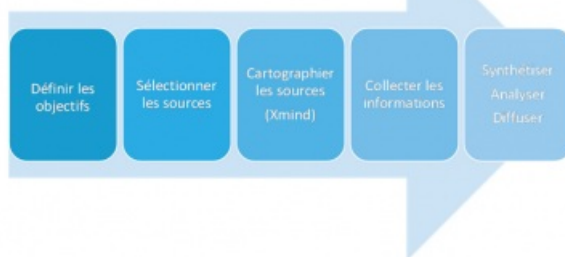 Définir les
objectifs
Sélectionner
les sources
Cartographier
les sources
(Xmind)
Collecter les
informations
Synthétiser
Analyser
Diffuser